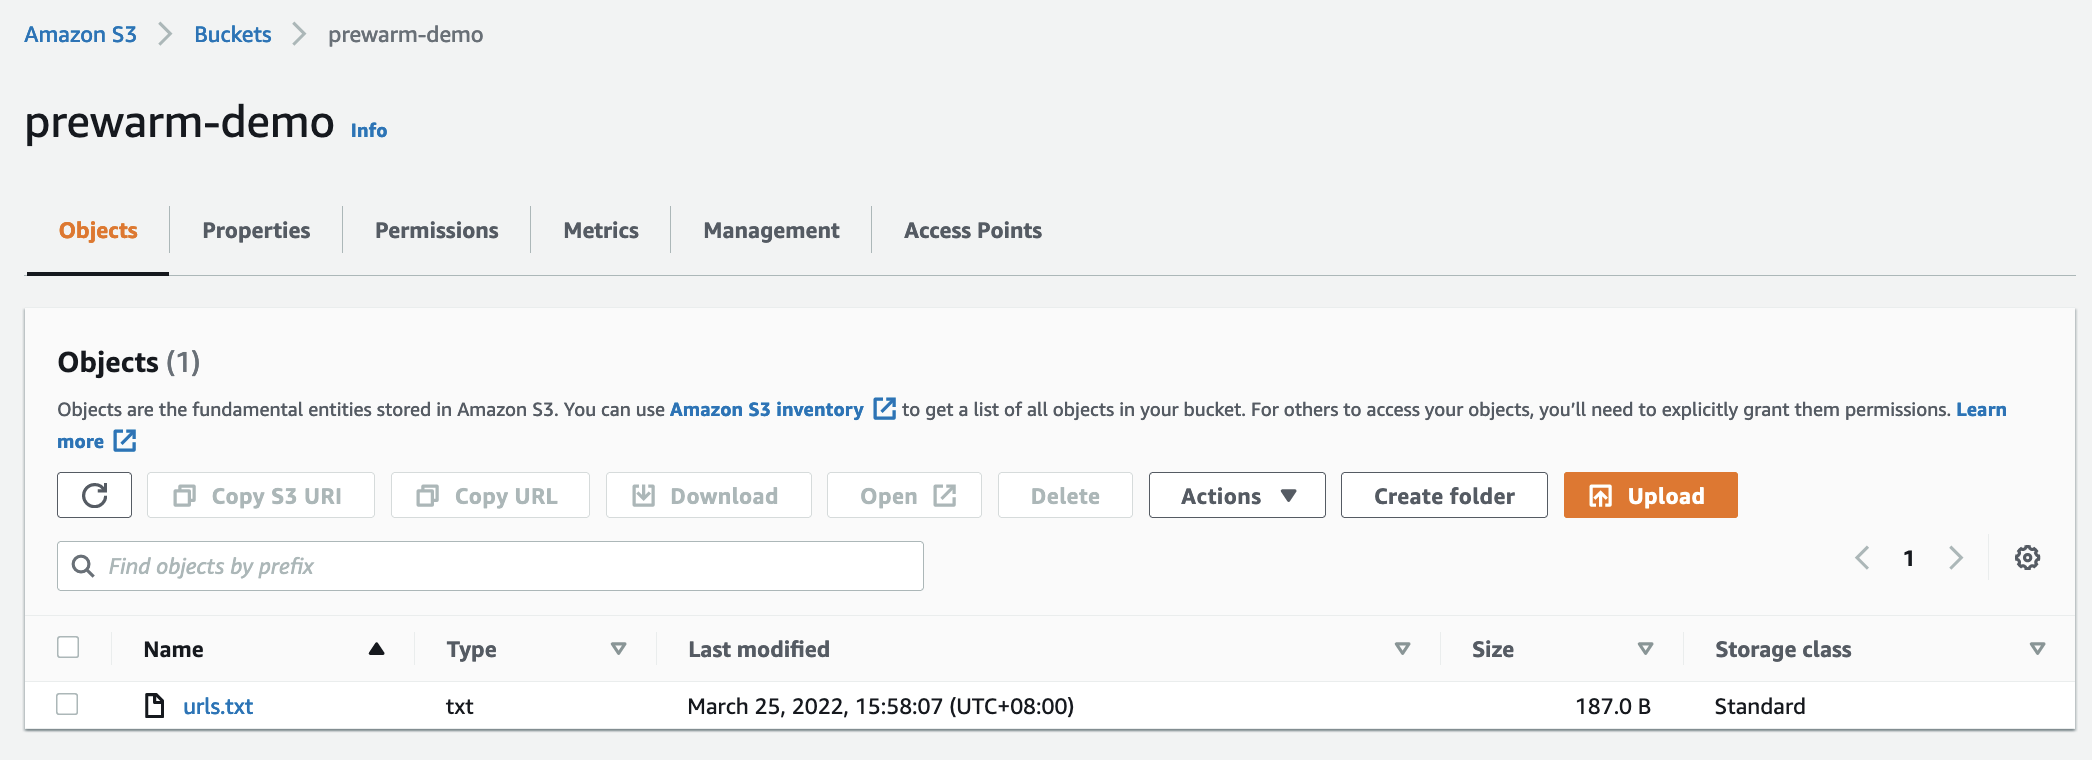 Amazon S3 Buckets prewarm-demo
prewarm-demo Info
Objects Properties Permissions Metrics Management Access Points
Objects (1)
Objects are the fundamental entities stored in Amazon S3. You can use Amazon S3 inventory to get a list of all objects in your bucket. For others to access your objects, you’ll need to explicitly grant them permissions. Learn
more
Copy S3 URI Copy URL Download Open Delete Actions Create folder Upload
Find objects by prefix 1
Name Type Last modified Size Storage class
urls.txt txt March 25, 2022, 15:58:07 (UTC+08:00) 187.0 B Standard